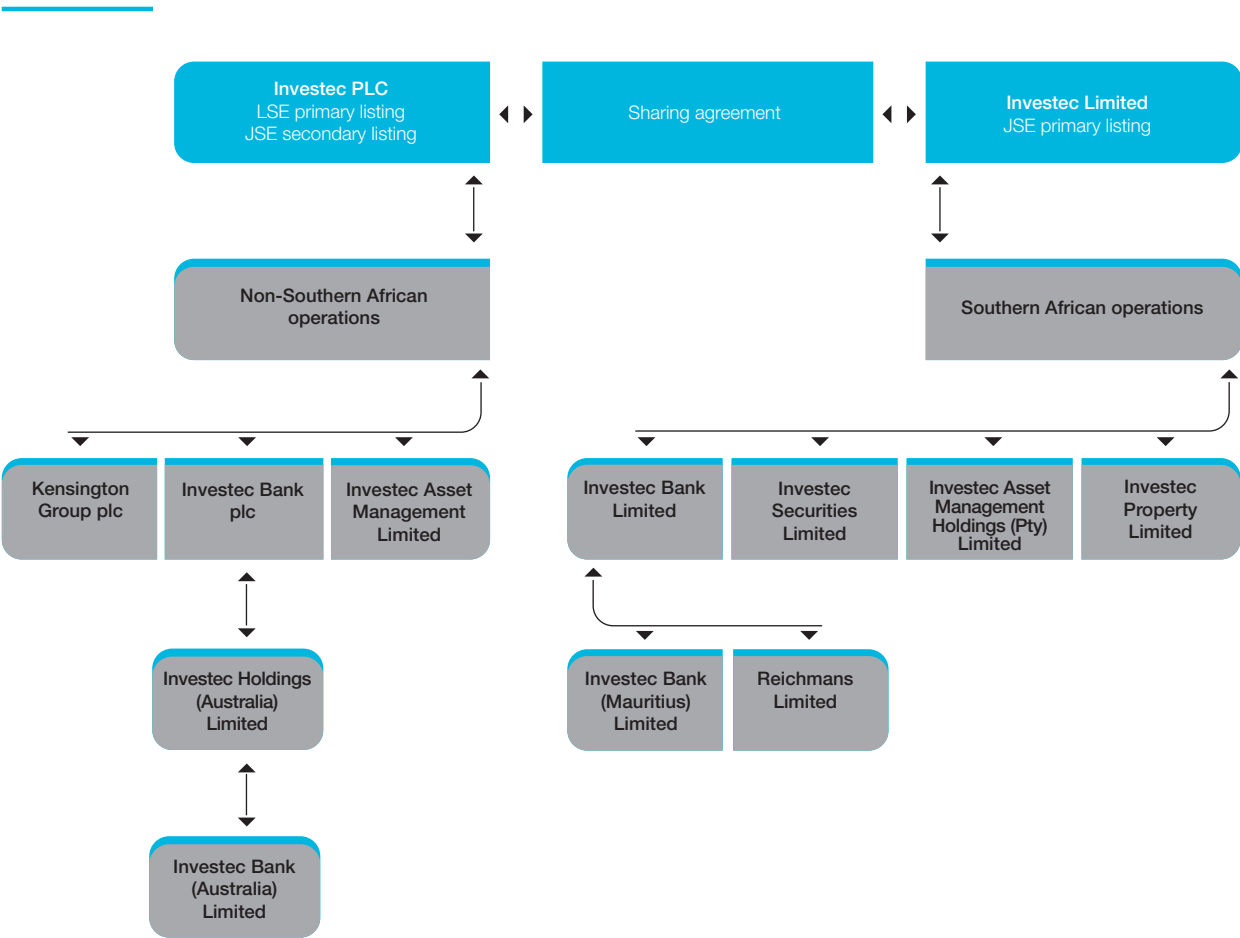 Investec PLC
LSE primary listing
JSE secondary listing
Sharing agreement
Investec Limited
JSE primary listing
Non-Southern African
operations
Southern African operations
Kensington
Group plc
Investec Bank
plc
Investec Asset
Management
Limited
Investec Bank
Limited
Investec
Securities
Limited
Investec Asset
Management
Holdings (Pty)
Limited
Investec
Property
Limited
Investec Holdings
(Australia)
Limited
Investec Bank
(Mauritius)
Limited
Reichmans
Limited
Investec Bank
(Australia)
Limited